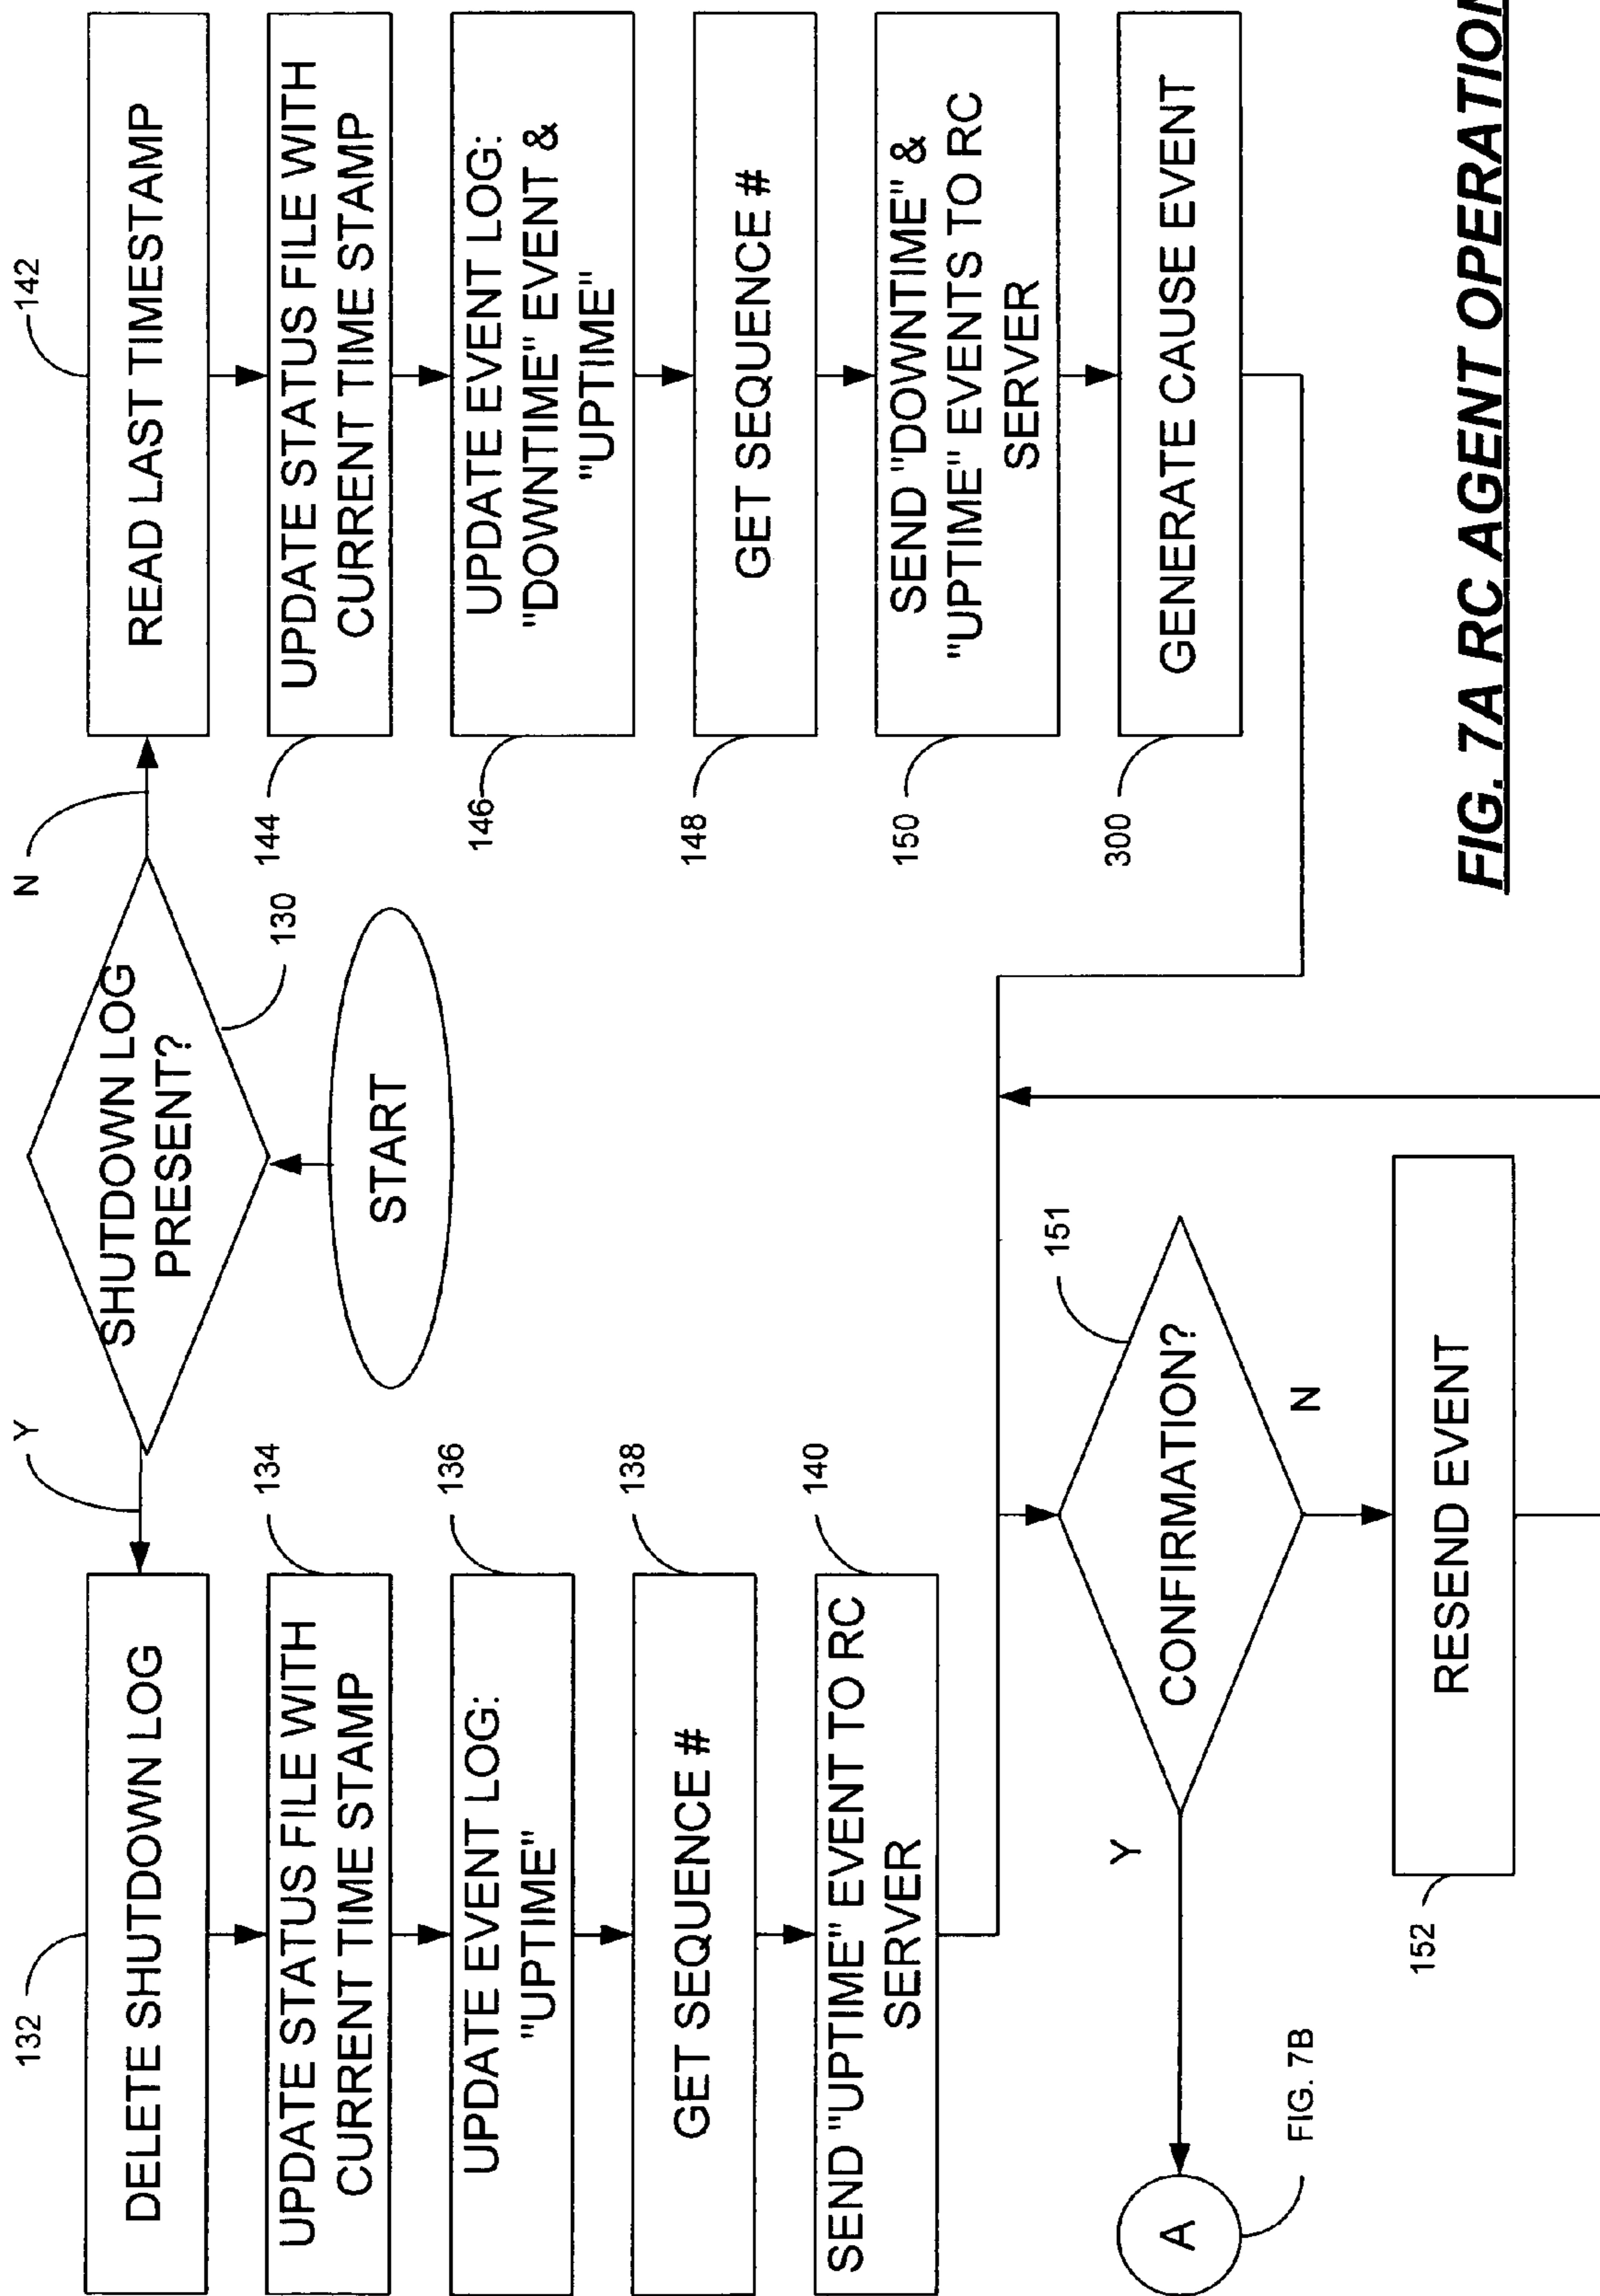 START
SHUTDOWN LOG
PRESENT?
130
Y
N
132
DELETE SHUTDOWN LOG
134
UPDATE STATUS FILE WITH
CURRENT TIME STAMP
136
UPDATE EVENT LOG:
"UPTIME"
138
GET SEQUENCE #
140
SEND "UPTIME" EVENT TO RC
SERVER
142
READ LAST TIMESTAMP
144
UPDATE STATUS FILE WITH
CURRENT TIME STAMP
146
UPDATE EVENT LOG:
"DOWNTIME" EVENT &
"UPTIME"
148
GET SEQUENCE #
150
SEND "DOWNTIME" &
"UPTIME" EVENTS TO RC
SERVER
300
GENERATE CAUSE EVENT
151
CONFIRMATION?
Y
N
A
FIG. 7B
152
RESEND EVENT
FIG. 7A RC AGENT OPERATION